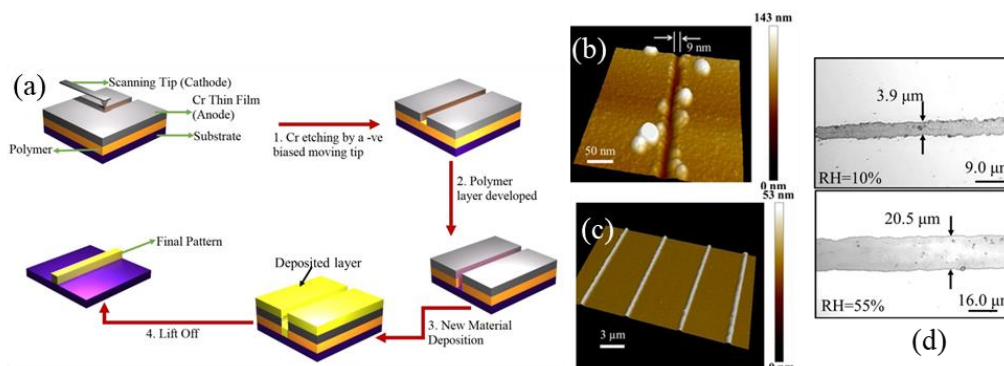 (a)
Scanning Tip (Cathode)
Cr Thin Film
(Anode)
Substrate
Polymer
1. Cr etching by a -ve
biased moving tip
2. Polymer
layer developed
3. New Material
Deposition
Deposited layer
4. Lift Off
Final Pattern
(b)
143 nm
9 nm
50 nm
0 nm
(c)
53 nm
3 µm
(d)
3.9 µm
RH=10%
9.0 µm
20.5 µm
RH=55%
16.0 µm